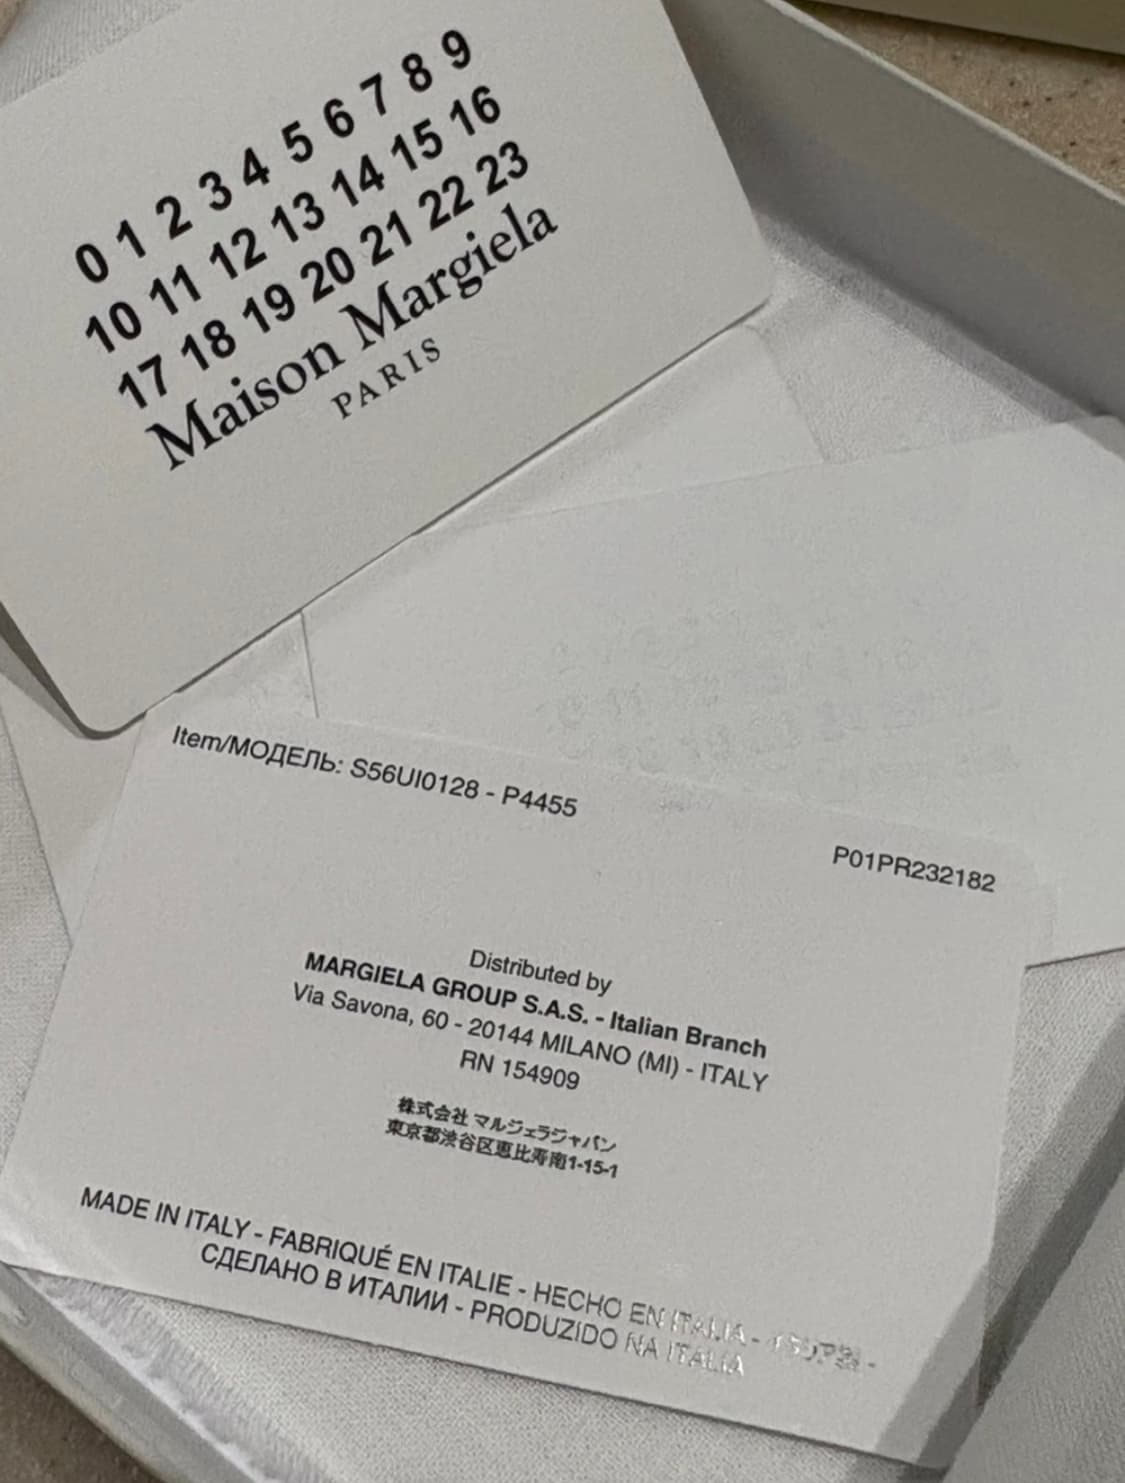 0 1 2 3 4 5 6 7 8 9
10 11 12 13 14 15 16
17 18 19 20 21 22 23
Maison Margiela
PARIS
Item/МОДЕЛЬ: S56UI0128 - P4455
P01PR232182
Distributed by
MARGIELA GROUP S.A.S. - Italian Branch
Via Savona, 60 - 20144 MILANO (MI) - ITALY
RN 154909
株式会社 マルジェラジャパン
東京都渋谷区恵比寿南1-15-1
MADE IN ITALY - FABRIQUÉ EN ITALIE - HECHO EN ITALIA -
СДЕЛАНО В ИТАЛИИ - PRODUZIDO NA ITALIA